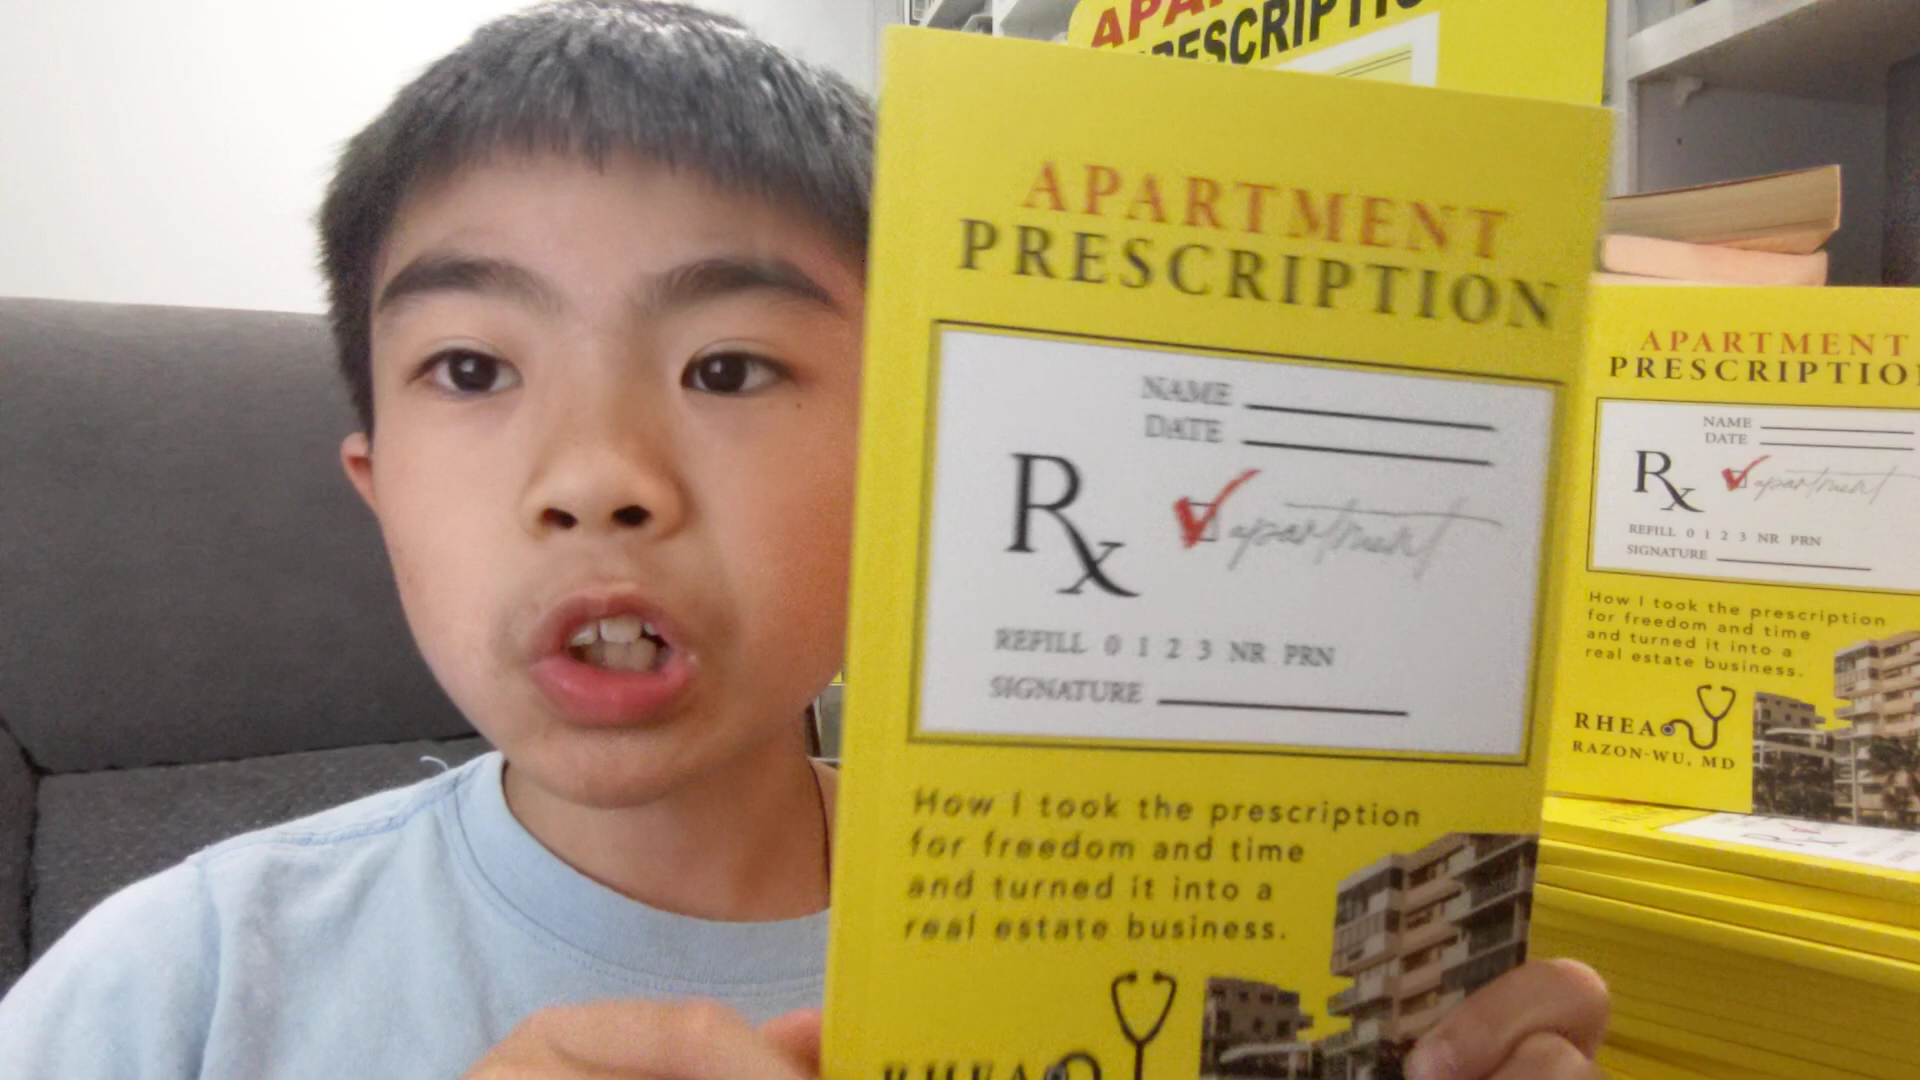 APARTMENT
PRESCRIPTION
NAME
DATE
Rx
apartment
REFILL 0 1 2 3 NR PRN
SIGNATURE
How I took the prescription
for freedom and time
and turned it into a
real estate business.
RHEA
APARTMENT
PRESCRIPTIO
NAME
DATE
Rx
apartment
REFILL 0 1 2 3 NR PRN
SIGNATURE
How I took the prescription
for freedom and time
and turned it into a
real estate business.
RHEA
RAZON-WU, MD